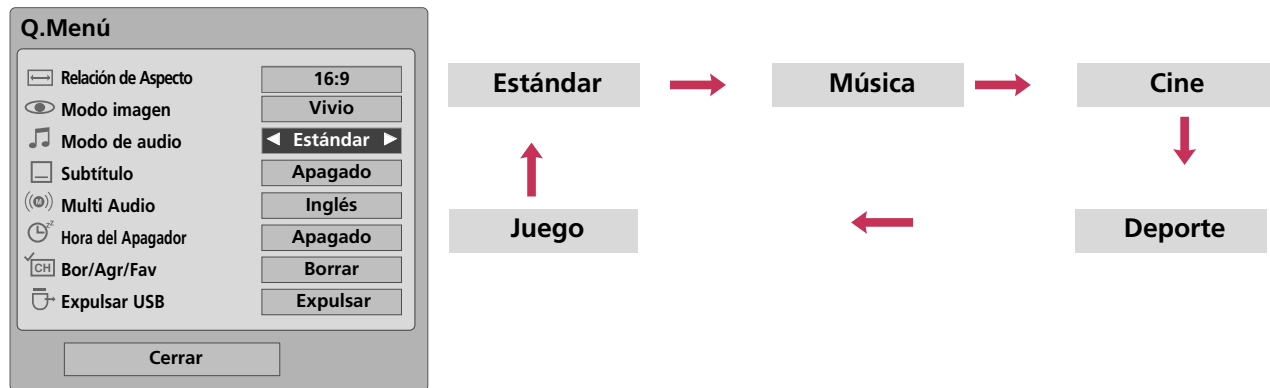 Q.Menú
Relación de Aspecto 16:9
Modo imagen Vivio
Modo de audio ◄ Estándar ►
Subtítulo Apagado
Multi Audio Inglés
Hora del Apagador Apagado
Bor/Agr/Fav Borrar
Expulsar USB Expulsar
Cerrar
Estándar Música Cine
Juego Deporte